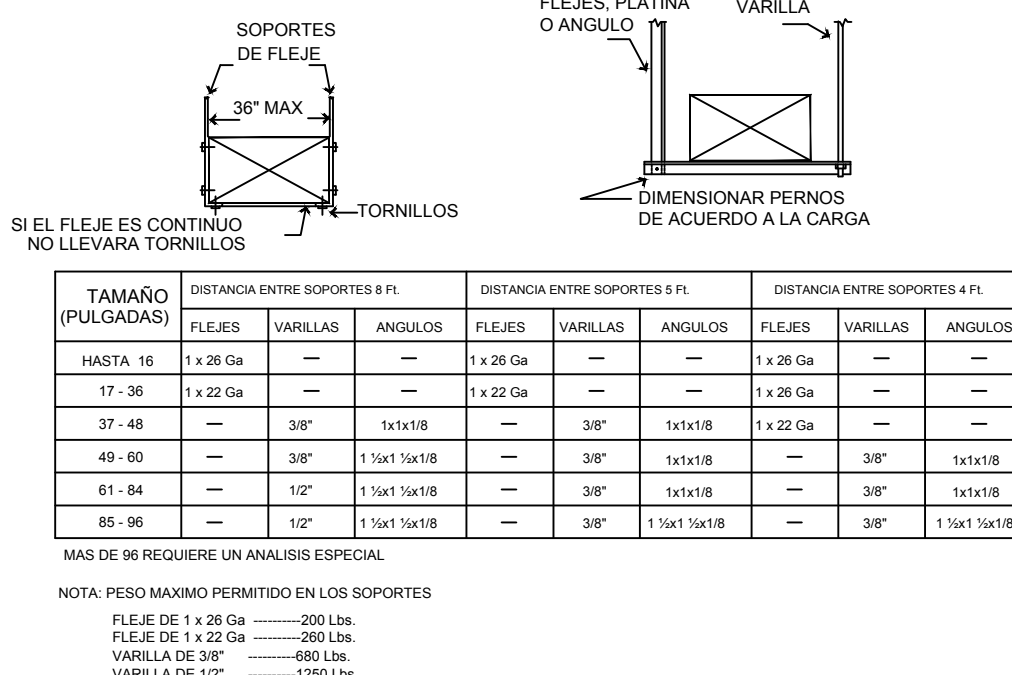 SOPORTES
DE FLEJE
36" MAX
TORNILLOS
SI EL FLEJE ES CONTINUO
NO LLEVARA TORNILLOS
FLEJES, PLATINA
O ANGULO
VARILLA
DIMENSIONAR PERNOS
DE ACUERDO A LA CARGA
TAMAÑO (PULGADAS) DISTANCIA ENTRE SOPORTES 8 Ft. DISTANCIA ENTRE SOPORTES 5 Ft. DISTANCIA ENTRE SOPORTES 4 Ft.
FLEJES VARILLAS ANGULOS FLEJES VARILLAS ANGULOS FLEJES VARILLAS ANGULOS
HASTA 16 1 x 26 Ga — — 1 x 26 Ga — — 1 x 26 Ga — —
17 - 36 1 x 22 Ga — — 1 x 22 Ga — — 1 x 26 Ga — —
37 - 48 — 3/8" 1x1x1/8 — 3/8" 1x1x1/8 1 x 22 Ga — —
49 - 60 — 3/8" 1 ½x1 ½x1/8 — 3/8" 1x1x1/8 — 3/8" 1x1x1/8
61 - 84 — 1/2" 1 ½x1 ½x1/8 — 3/8" 1x1x1/8 — 3/8" 1x1x1/8
85 - 96 — 1/2" 1 ½x1 ½x1/8 — 3/8" 1 ½x1 ½x1/8 — 3/8" 1 ½x1 ½x1/8
MAS DE 96 REQUIERE UN ANALISIS ESPECIAL
NOTA: PESO MAXIMO PERMITIDO EN LOS SOPORTES
FLEJE DE 1 x 26 Ga ----------200 Lbs.
FLEJE DE 1 x 22 Ga ----------260 Lbs.
VARILLA DE 3/8" ----------680 Lbs.
VARILLA DE 1/2" ----------1250 Lbs.